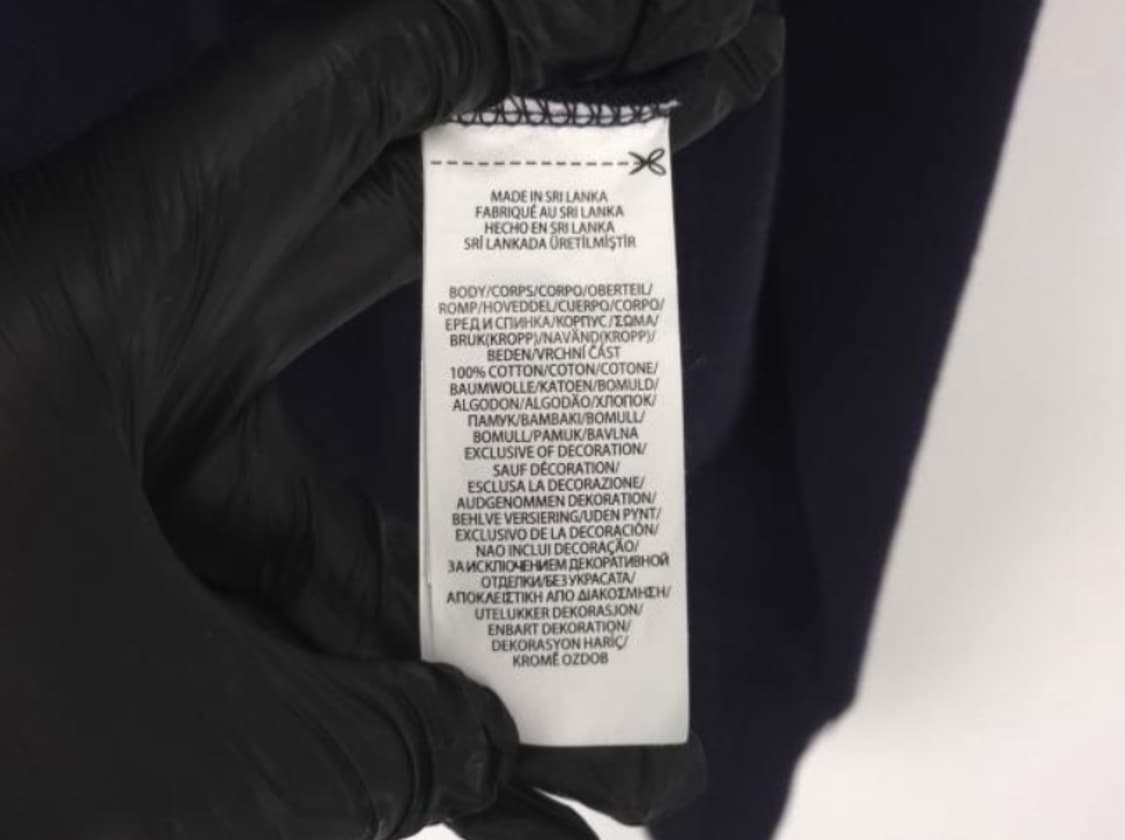 MADE IN SRI LANKA
FABRIQUÉ AU SRI LANKA
HECHO EN SRI LANKA
SRİ LANKADA ÜRETİLMİŞTİR
BODY/CORPS/CORPO/OBERTEIL/
ROMP/HOVEDDEL/CUERPO/CORPO/
ЕРЕД И СПИНКА/КОРПУС/ΣΩΜΑ/
BRUK(KROPP)/NAVÄND(KROPP)/
BEDEN/VRCHNÍ ČÁST
100% COTTON/COTON/COTONE/
BAUMWOLLE/KATOEN/BOMULD/
ALGODON/ALGODÃO/ХЛОПОК/
ПАМУК/BAMBAKI/BOMULL/
BOMULL/PAMUK/BAVLNA
EXCLUSIVE OF DECORATION/
SAUF DÉCORATION/
ESCLUSA LA DECORAZIONE/
AUDGENOMMEN DEKORATION/
BEHLVE VERSIERING/UDEN PYNT/
EXCLUSIVO DE LA DECORACIÓN/
NAO INCLUI DECORAÇÃO/
ЗА ИСКЛЮЧЕНИЕМ ДЕКОРАТИВНОЙ
ОТДЕЛКИ/БЕЗ УКРАСАТА/
ΑΠΟΚΛΕΙΣΤΙΚΗ ΑΠΟ ΔΙΑΚΟΣΜΗΣΗ/
UTELUKKER DEKORASJON/
ENBART DEKORATION/
DEKORASYON HARİÇ/
KROMĚ OZDOB